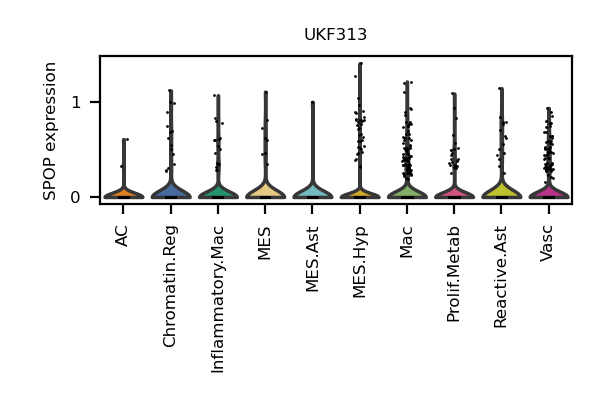 UKF313
SPOP expression
1
0
AC
Chromatin.Reg
Inflammatory.Mac
MES
MES.Ast
MES.Hyp
Mac
Prolif.Metab
Reactive.Ast
Vasc